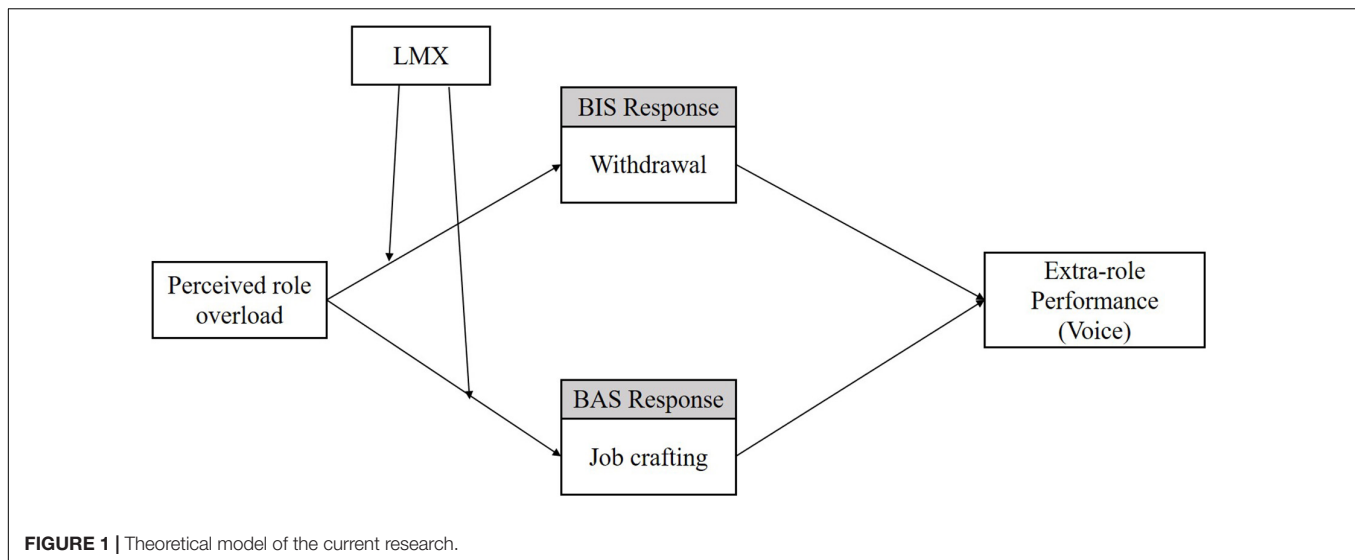 LMX
BIS Response
Withdrawal
Perceived role
overload
Extra-role
Performance
(Voice)
BAS Response
Job crafting
FIGURE 1 | Theoretical model of the current research.